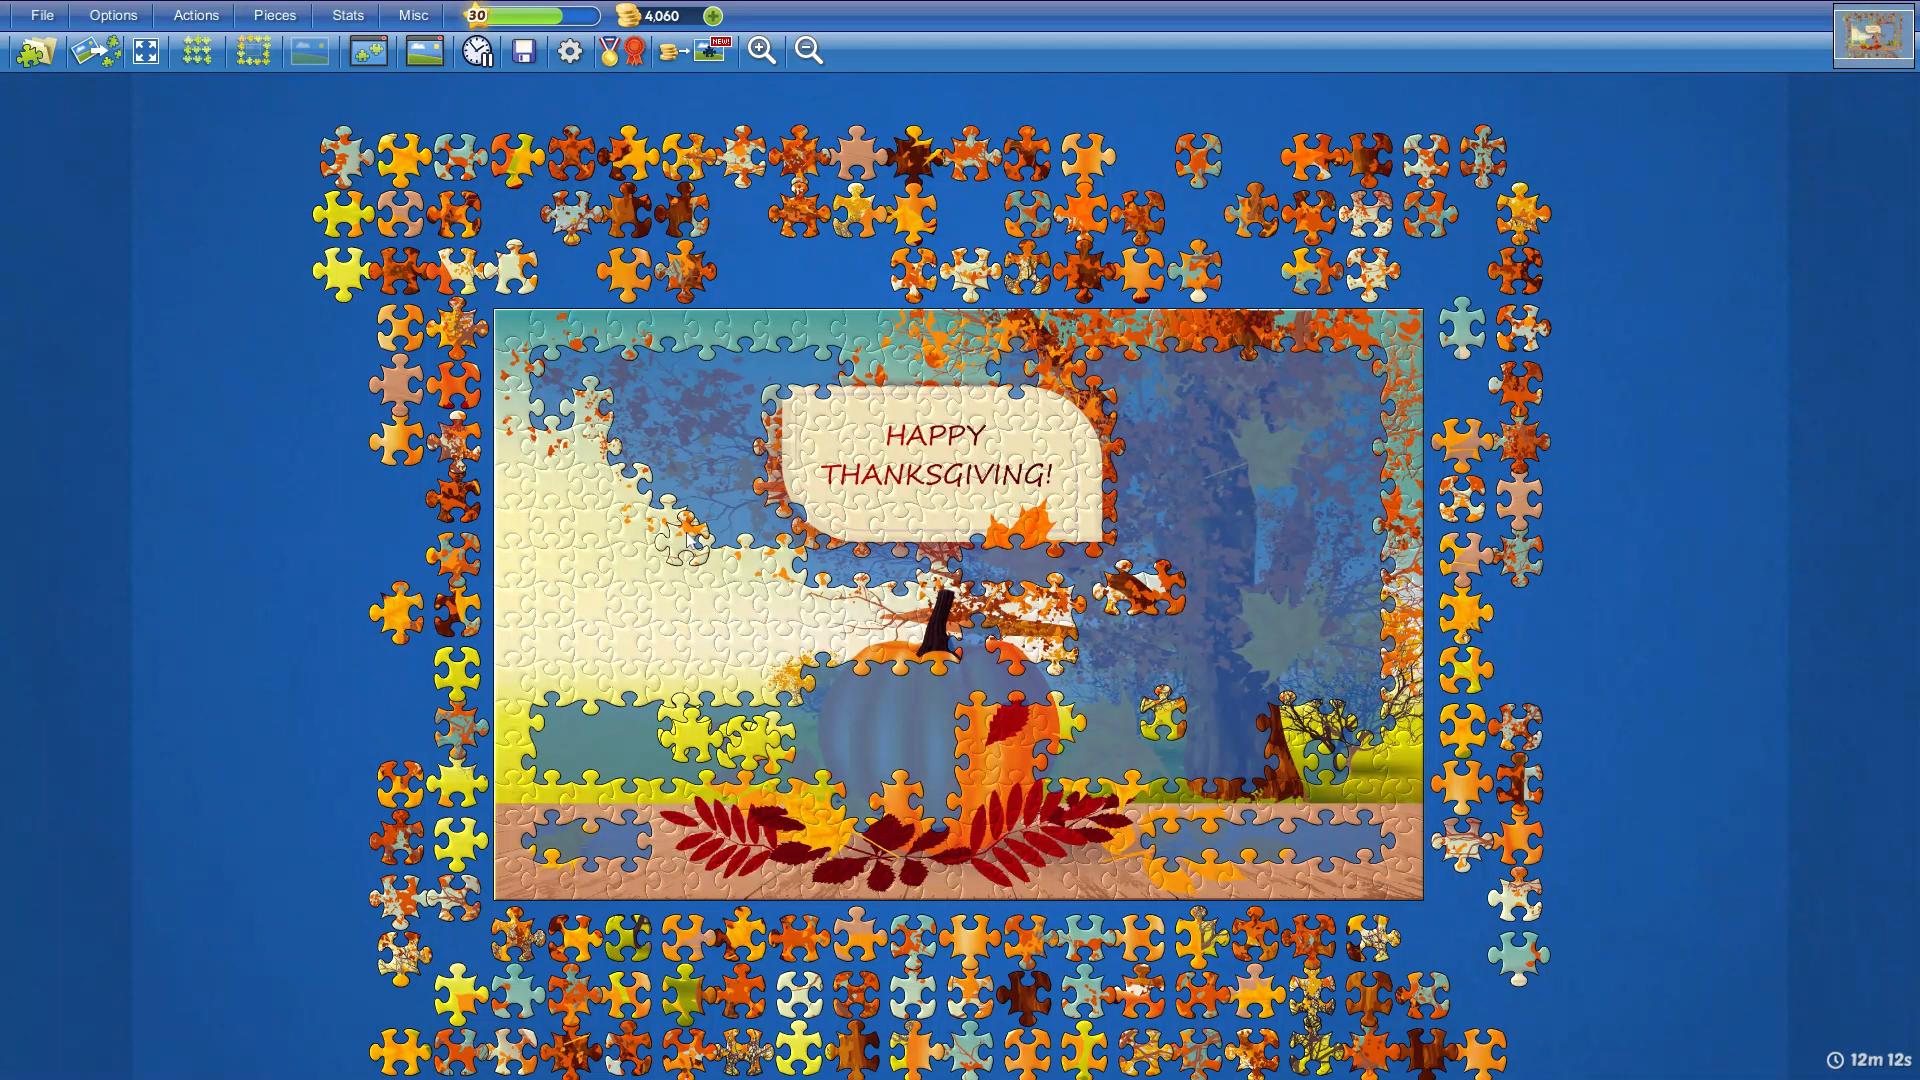 File Options Actions Pieces Stats Misc 30 4,060
NEW!
HAPPY
THANKSGIVING!
12m 12s